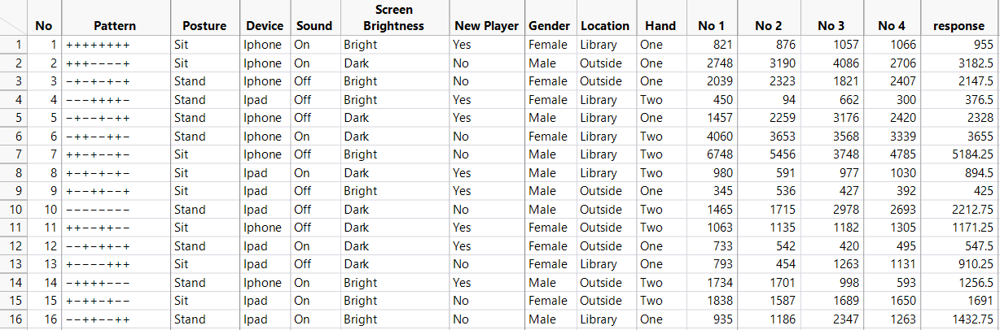 Screen
No Pattern Posture Device Sound Brightness New Player Gender Location Hand No 1 No 2 No 3 No 4 response
1 1 ++++++++ Sit Iphone On Bright Yes Female Library One 821 876 1057 1066 955
2 2 +++−−−−+ Sit Iphone On Dark No Male Outside One 2748 3190 4086 2706 3182.5
3 3 −+−+−+−+ Stand Iphone Off Bright No Female Outside One 2039 2323 1821 2407 2147.5
4 4 −−−++++− Stand Ipad Off Bright Yes Female Library Two 450 94 662 300 376.5
5 5 −+−−+−++ Stand Iphone Off Dark Yes Male Library One 1457 2259 3176 2420 2328
6 6 −++−−++− Stand Iphone On Dark No Female Library Two 4060 3653 3568 3339 3655
7 7 ++−+−−+− Sit Iphone Off Bright No Male Library Two 6748 5456 3748 4785 5184.25
8 8 +−+−+−+− Sit Ipad On Dark Yes Male Library Two 980 591 977 1030 894.5
9 9 +−−++−−+ Sit Ipad Off Bright Yes Male Outside One 345 536 427 392 425
10 10 −−−−−−−− Stand Ipad Off Dark No Male Outside Two 1465 1715 2978 2693 2212.75
11 11 ++−−++−− Sit Iphone Off Dark Yes Female Outside Two 1063 1135 1182 1305 1171.25
12 12 −−+−++−+ Stand Ipad On Dark Yes Female Outside One 733 542 420 495 547.5
13 13 +−−−−+++ Sit Ipad Off Dark No Female Library One 793 454 1263 1131 910.25
14 14 −++++−−− Stand Iphone On Bright Yes Male Outside Two 1734 1701 998 593 1256.5
15 15 +−++−+−− Sit Ipad On Bright No Female Outside Two 1838 1587 1689 1650 1691
16 16 −−++−−++ Stand Ipad On Bright No Male Library One 935 1186 2347 1263 1432.75